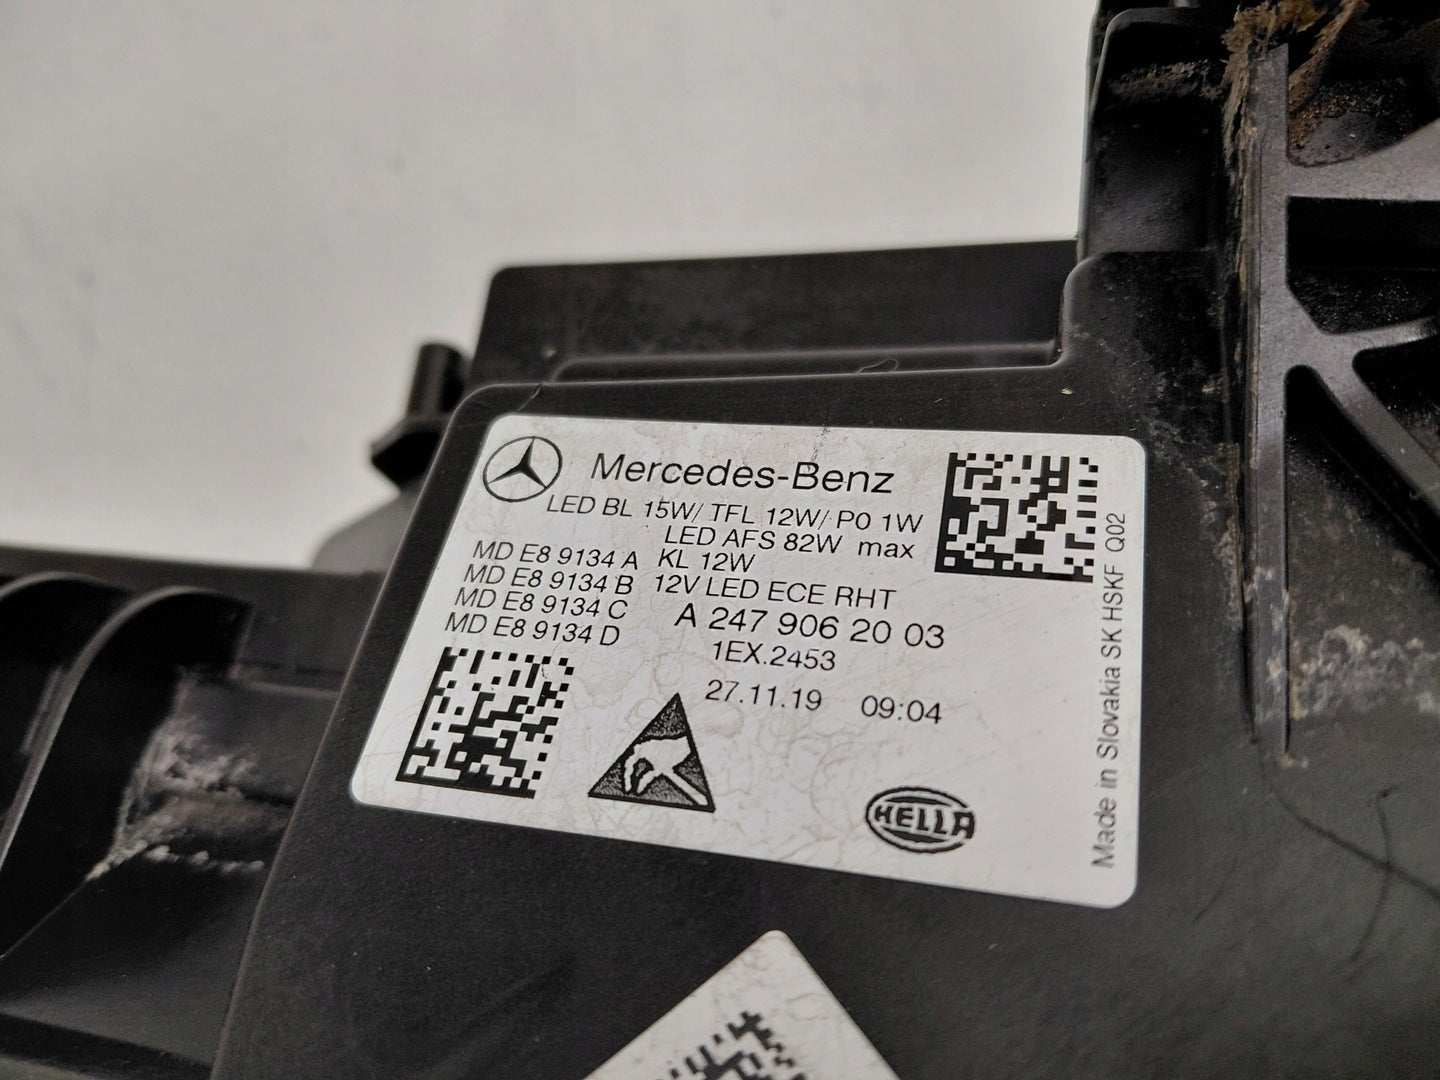 Mercedes-Benz
LED BL 15W/ TFL 12W/ PO 1W
LED AFS 82W max
MD E8 9134 A KL 12W
MD E8 9134 B 12V LED ECE RHT
MD E8 9134 C A 247 906 20 03
MD E8 9134 D 1EX.2453
27.11.19 09:04
HELLA
Made in Slovakia SK HSKF Q02